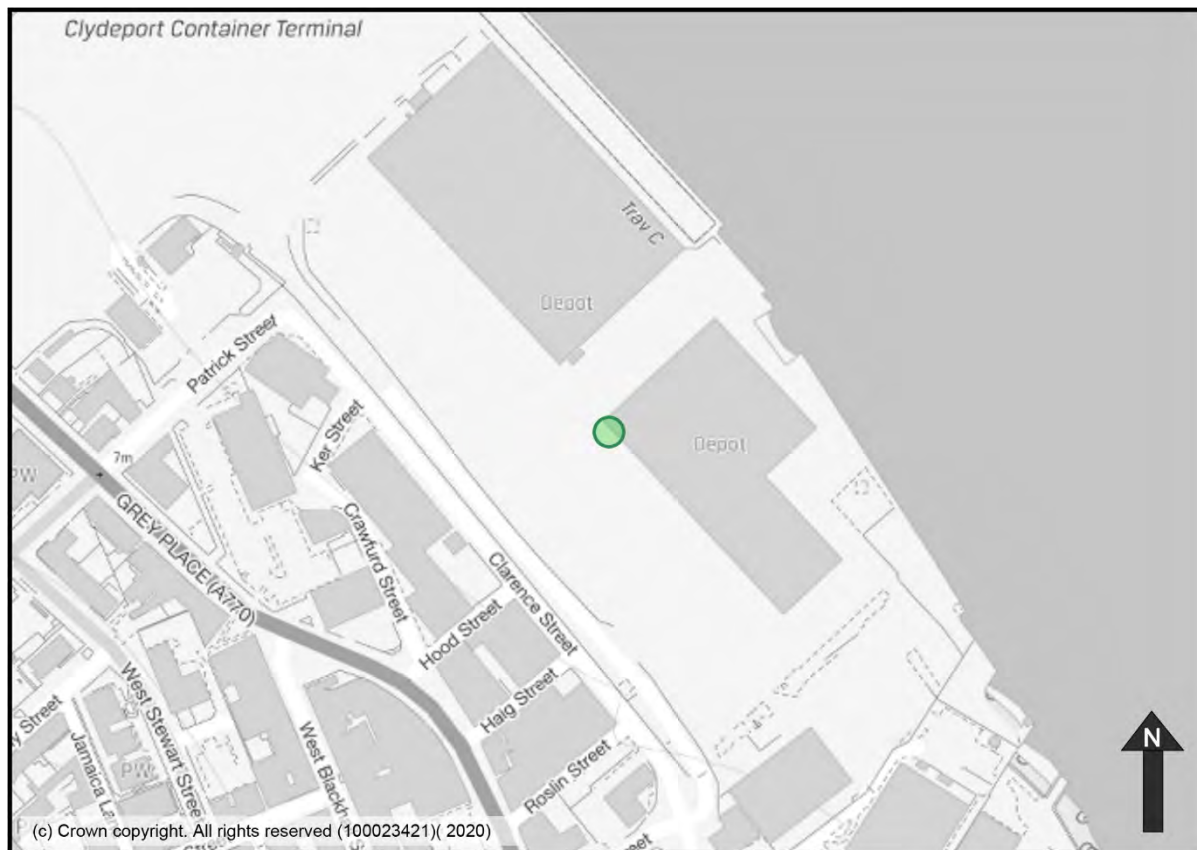 Clydeport Container Terminal
Trav C
Depot
Patrick Street
Ker Street
7m
PW
Depot
GREY PLACE (A770)
Crawfurd Street
Clarence Street
Hood Street
Haig Street
West Stewart Street
Street
Jamaica La
PW
West Blackh
Roslin Street
Street
N
(c) Crown copyright. All rights reserved (100023421)( 2020)